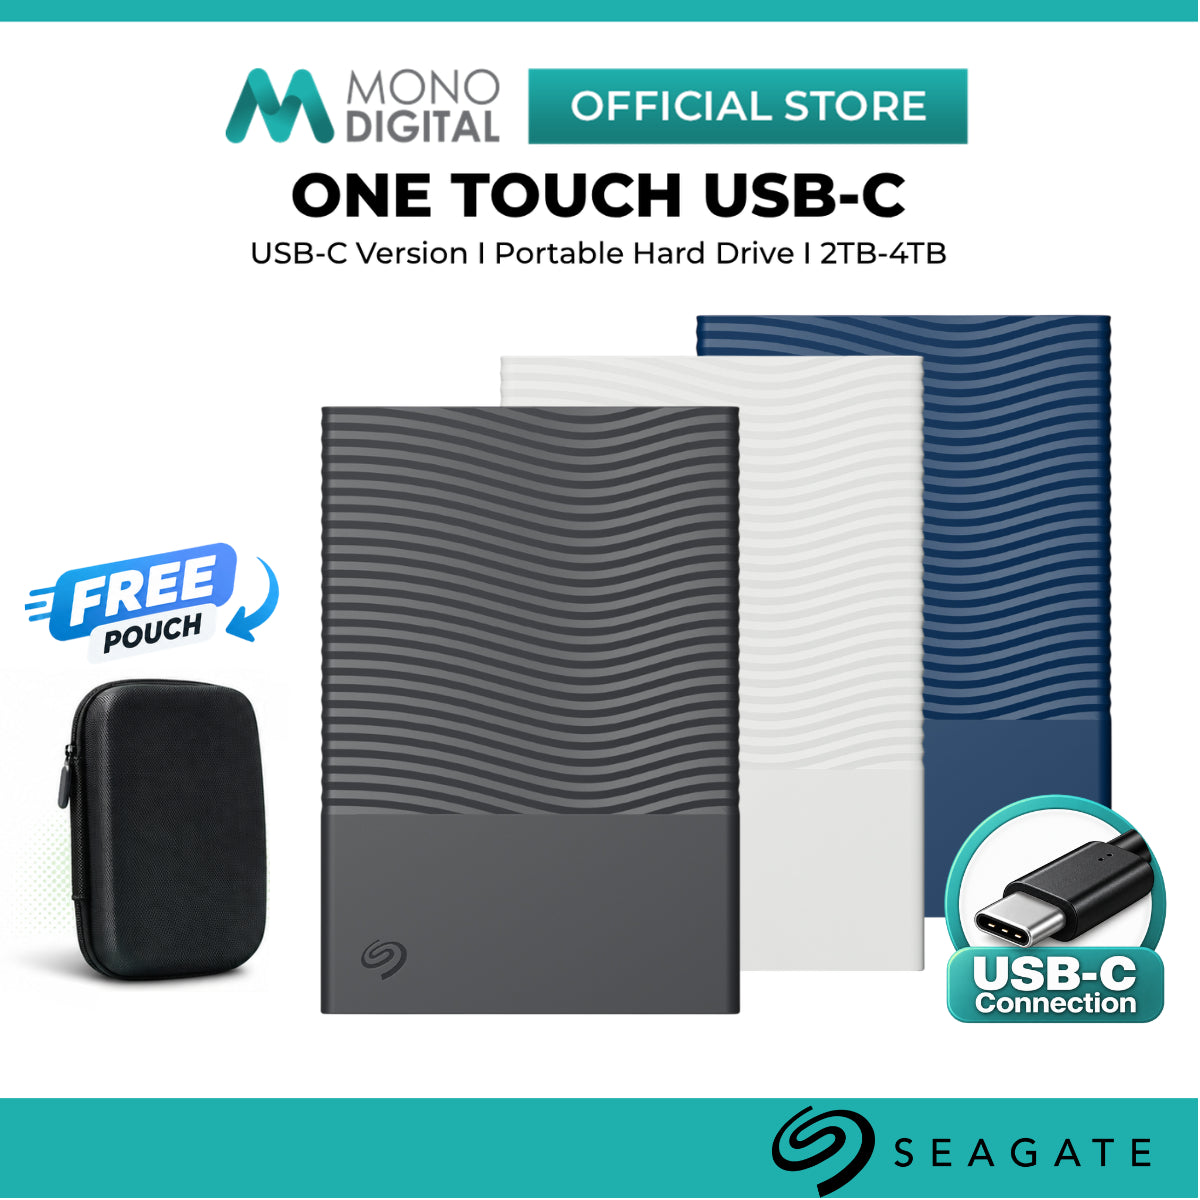 MONO
DIGITAL
OFFICIAL STORE
ONE TOUCH USB-C
USB-C Version I Portable Hard Drive I 2TB-4TB
FREE
POUCH
USB-C
Connection
SEAGATE